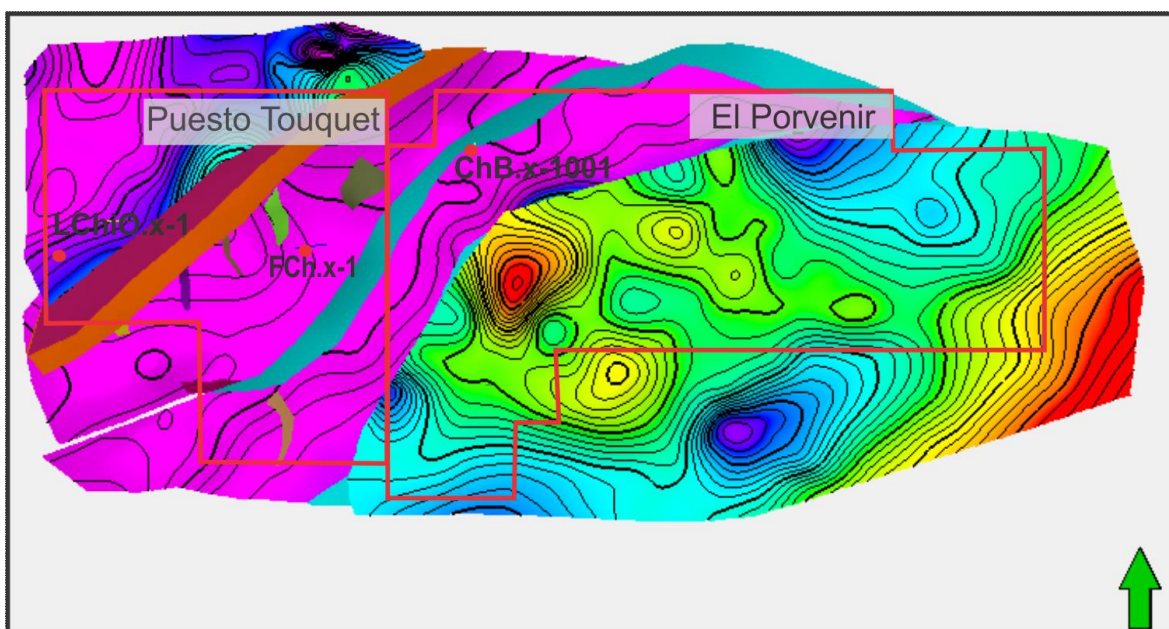 Puesto Touquet
El Porvenir
ChB.x-1001
LChiO.x-1
FCh.x-1